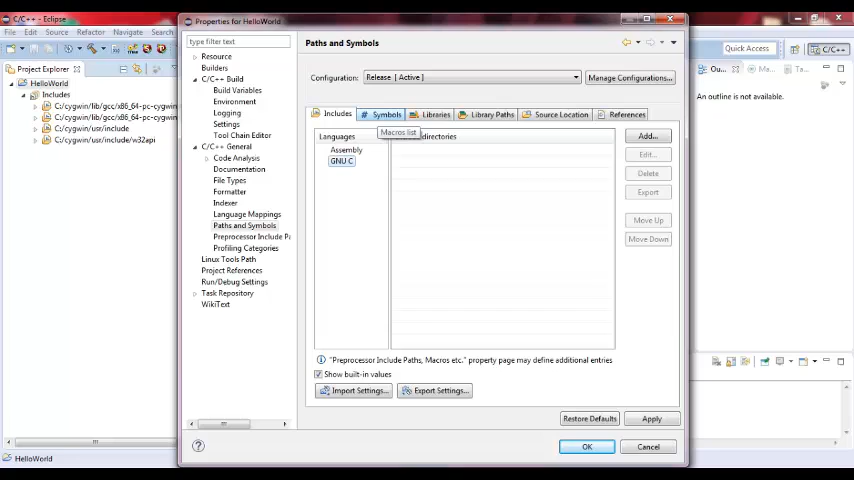 C/C++ - Eclipse
File Edit Source Refactor Navigate
Quick Access
C/C++
Project Explorer
HelloWorld
Includes
C:/cygwin/lib/gcc/x86_64-pc-cygwin
C:/cygwin/lib/gcc/x86_64-pc-cygwin
C:/cygwin/usr/include
C:/cygwin/usr/include/w32api
HelloWorld
Properties for HelloWorld
type filter text
Resource
Builders
C/C++ Build
Build Variables
Environment
Logging
Settings
Tool Chain Editor
C/C++ General
Code Analysis
Documentation
File Types
Formatter
Indexer
Language Mappings
Paths and Symbols
Preprocessor Include Pa
Profiling Categories
Linux Tools Path
Project References
Run/Debug Settings
Task Repository
WikiText
Paths and Symbols
Configuration: Release [ Active ] Manage Configurations...
Includes # Symbols Libraries Library Paths Source Location References
Macros list
Languages directories
Assembly
GNU C
Add...
Edit...
Delete
Export
Move Up
Move Down
"Preprocessor Include Paths, Macros etc." property page may define additional entries
Show built-in values
Import Settings... Export Settings...
Restore Defaults Apply
OK Cancel
Ou... Ma... Ta...
An outline is not available.